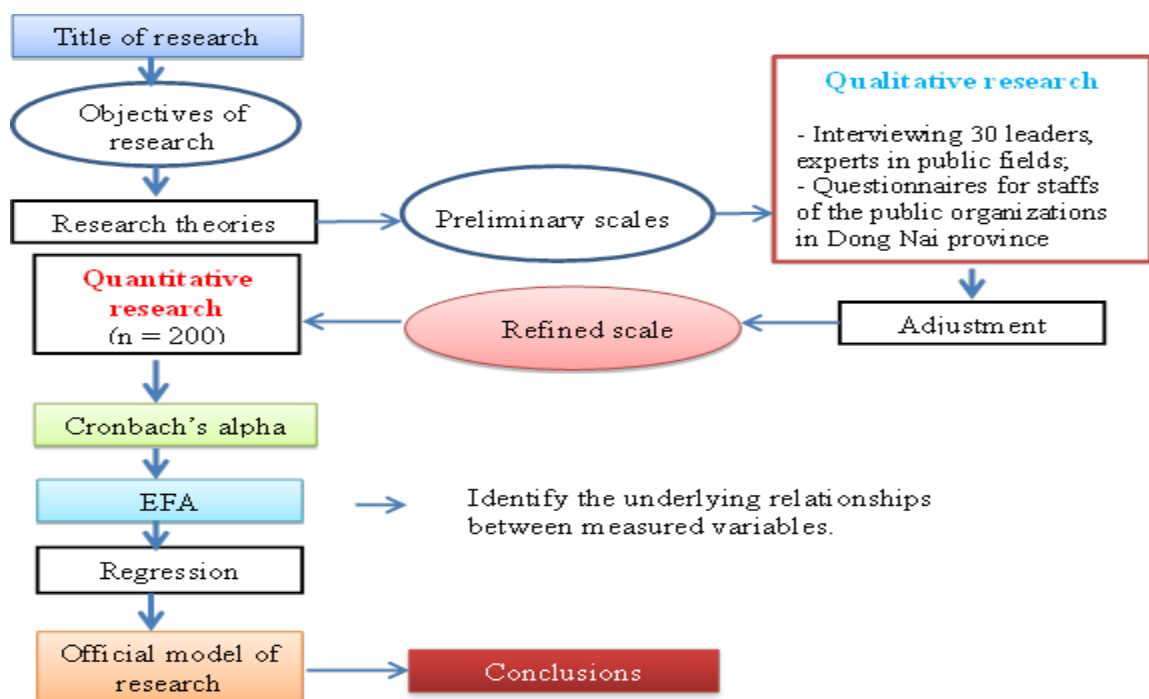 Title of research
Objectives of
research
Research theories
Preliminary scales
Qualitative research
- Interviewing 30 leaders,
experts in public fields;
- Questionnaires for staffs
of the public organizations
in Dong Nai province
Adjustment
Refined scale
Quantitative
research
(n = 200)
Cronbach's alpha
EFA
Identify the underlying relationships
between measured variables.
Regression
Official model of
research
Conclusions